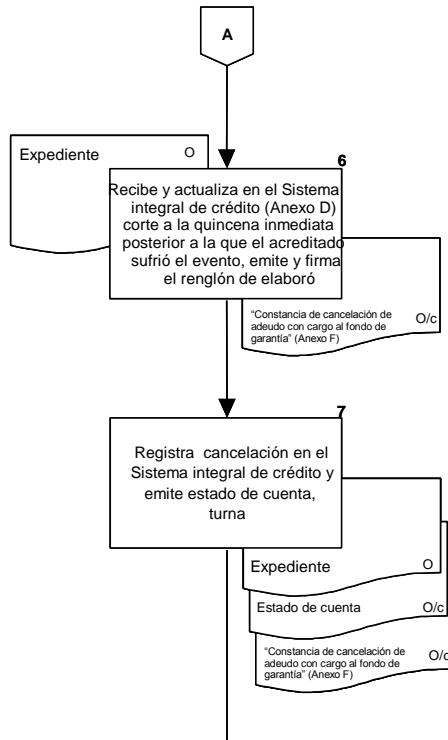 A
Expediente O
6
Recibe y actualiza en el Sistema
integral de crédito (Anexo D)
corte a la quincena inmediata
posterior a la que el acreditado
sufrió el evento, emite y firma
el renglón de elaboró
“Constancia de cancelación de O/c
adeudo con cargo al fondo de
garantía” (Anexo F)
7
Registra cancelación en el
Sistema integral de crédito y
emite estado de cuenta,
turna
Expediente O
Estado de cuenta O/c
“Constancia de cancelación de O/c
adeudo con cargo al fondo de
garantía” (Anexo F)